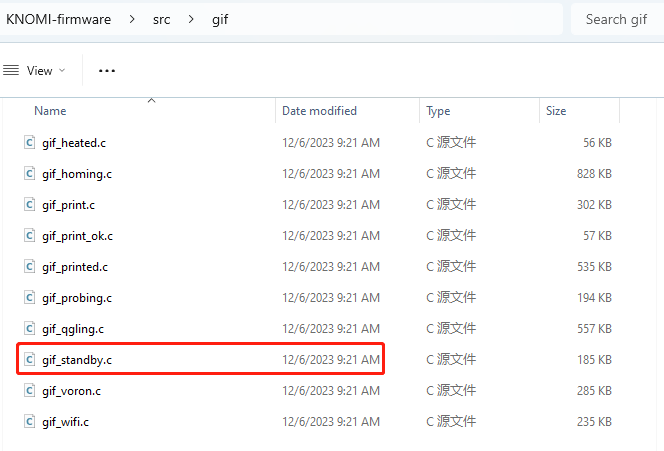 KNOMI-firmware > src > gif Search gif
View
Name Date modified Type Size
gif_heated.c 12/6/2023 9:21 AM C 源文件 56 KB
gif_homing.c 12/6/2023 9:21 AM C 源文件 828 KB
gif_print.c 12/6/2023 9:21 AM C 源文件 302 KB
gif_print_ok.c 12/6/2023 9:21 AM C 源文件 57 KB
gif_printed.c 12/6/2023 9:21 AM C 源文件 535 KB
gif_probing.c 12/6/2023 9:21 AM C 源文件 194 KB
gif_qgling.c 12/6/2023 9:21 AM C 源文件 557 KB
gif_standby.c 12/6/2023 9:21 AM C 源文件 185 KB
gif_voron.c 12/6/2023 9:21 AM C 源文件 285 KB
gif_wifi.c 12/6/2023 9:21 AM C 源文件 235 KB